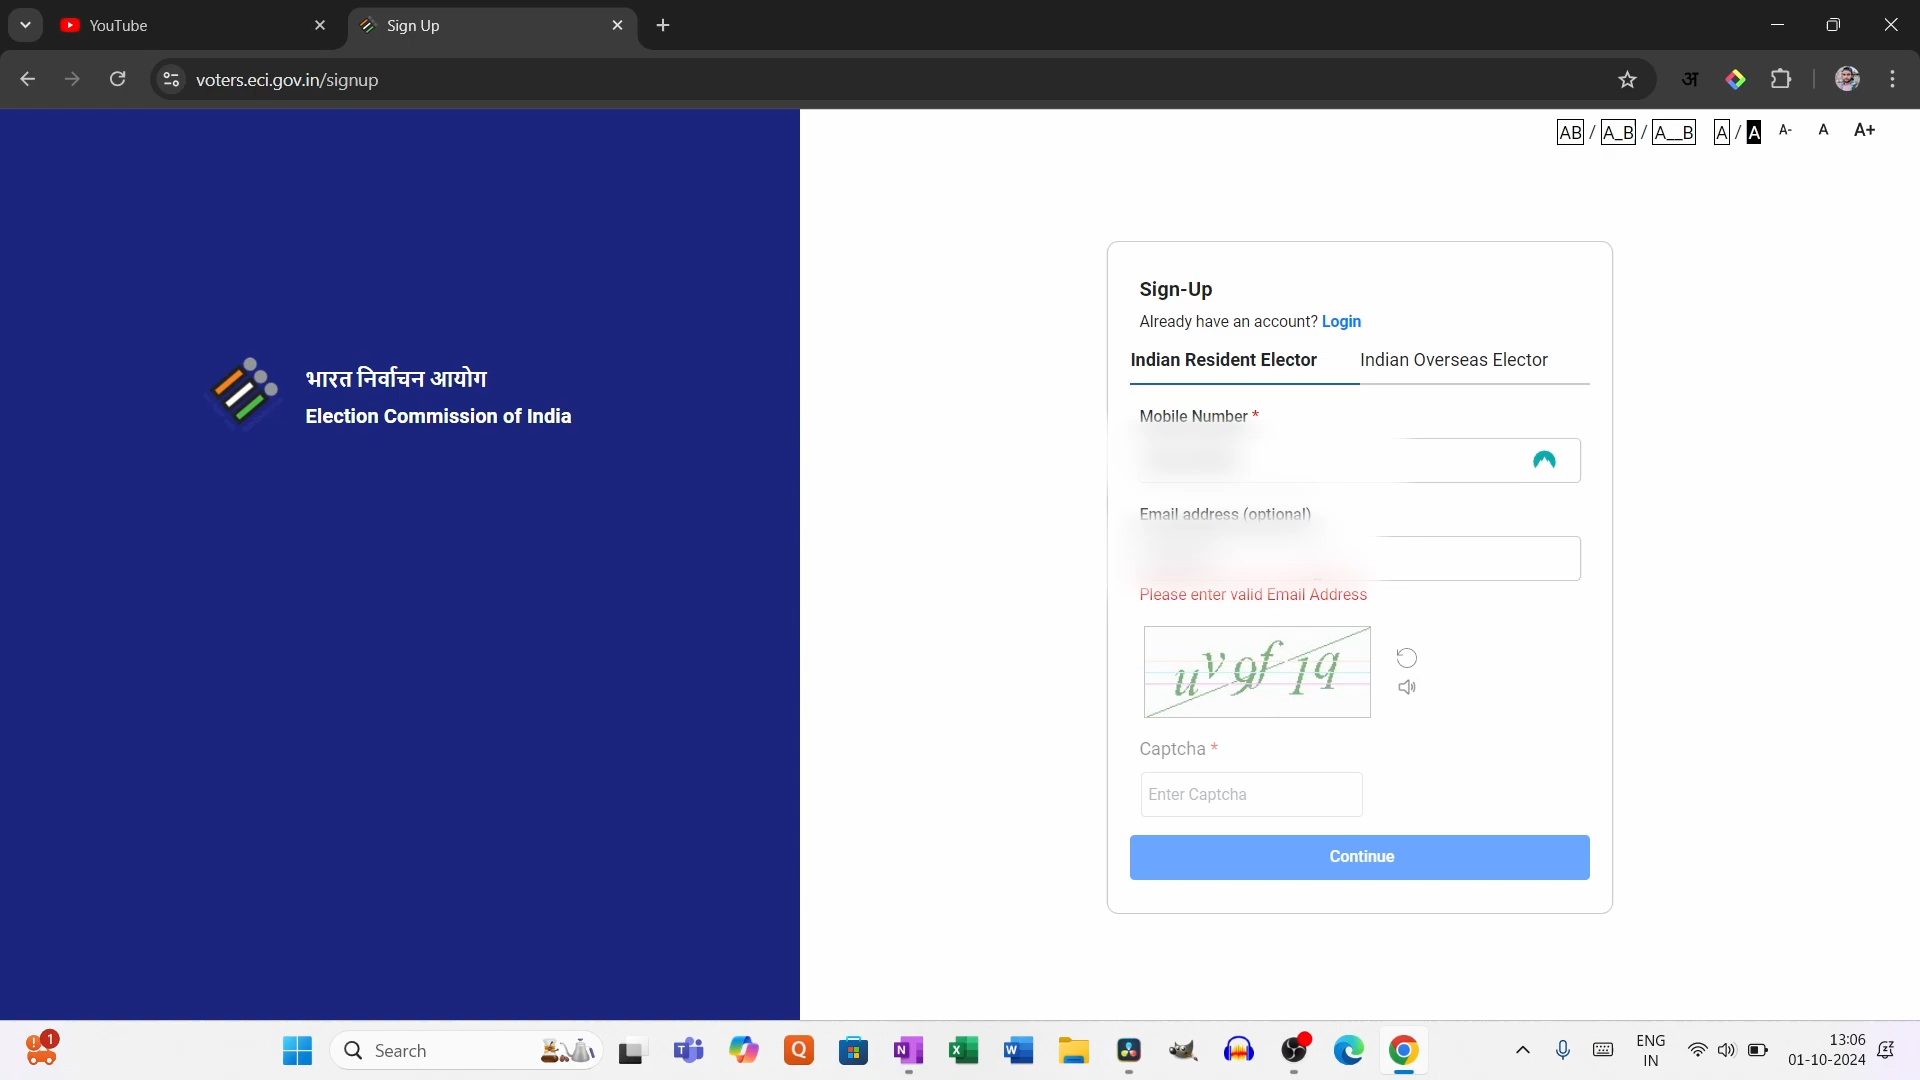 YouTube
Sign Up
voters.eci.gov.in/signup
अ
AB / A_B / A__B A / A A- A A+
भारत निर्वाचन आयोग
Election Commission of India
Sign-Up
Already have an account? Login
Indian Resident Elector Indian Overseas Elector
Mobile Number *
Email address (optional)
Please enter valid Email Address
uvgf1q
Captcha *
Enter Captcha
Continue
1
Search
ENG
IN
13:06
01-10-2024